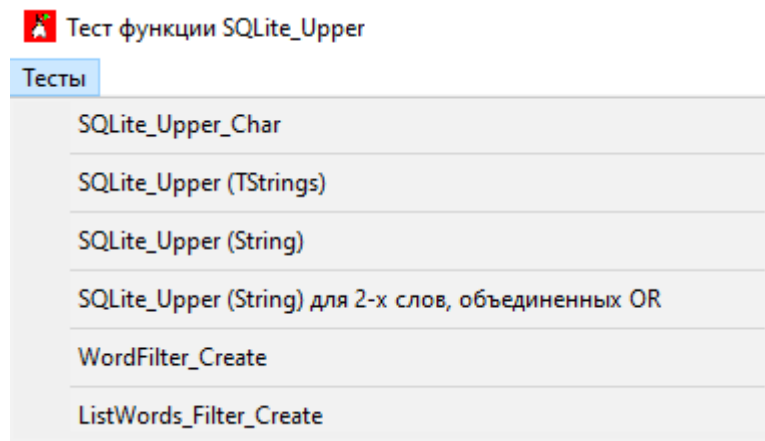 Тест функции SQLite_Upper
Тесты
SQLite_Upper_Char
SQLite_Upper (TStrings)
SQLite_Upper (String)
SQLite_Upper (String) для 2-х слов, объединенных OR
WordFilter_Create
ListWords_Filter_Create